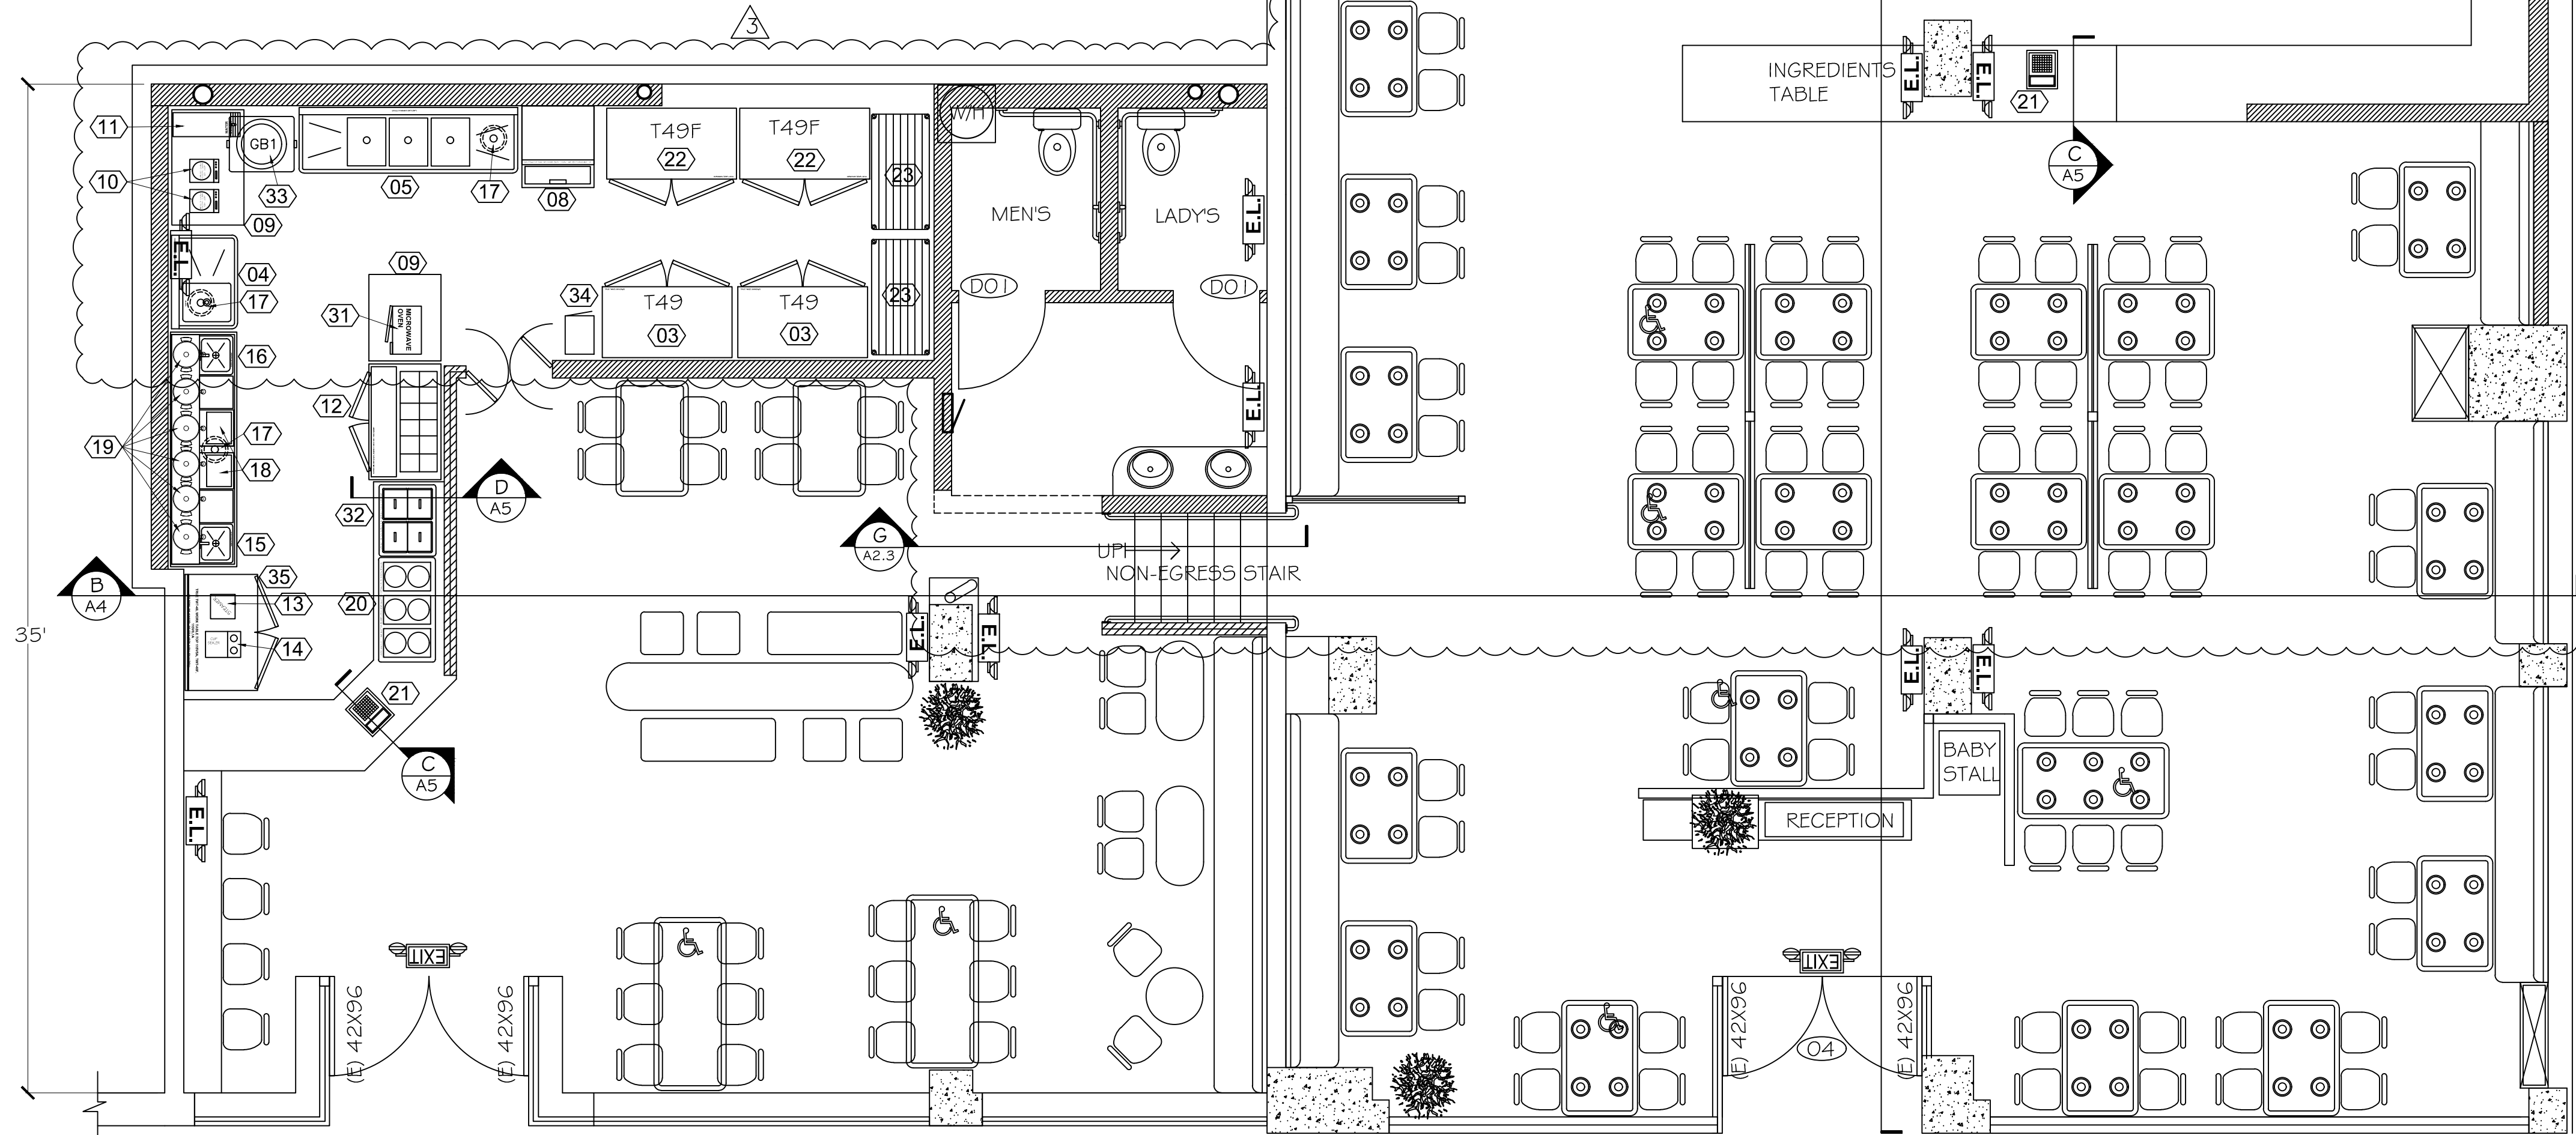 3
INGREDIENTS
TABLE
E.L.
E.L.
21
C
A5
11
GB1
10
33
05
17
08
09
T49F
22
T49F
22
23
W/H
MEN'S
LADY'S
E.L.
E.L.
04
17
09
31
MICROWAVE
OVEN
34
T49
03
T49
03
23
D01
D01
E.L.
16
12
19
17
18
15
32
D
A5
G
A2.3
UP
NON-EGRESS STAIR
B
A4
35
13
14
20
35'
21
C
A5
E.L.
E.K.
E.L.
E.L.
BABY
STALL
RECEPTION
E.L.
EXIT
(E) 42X96
(E) 42X96
EXIT
(E) 42X96
04
(E) 42X96